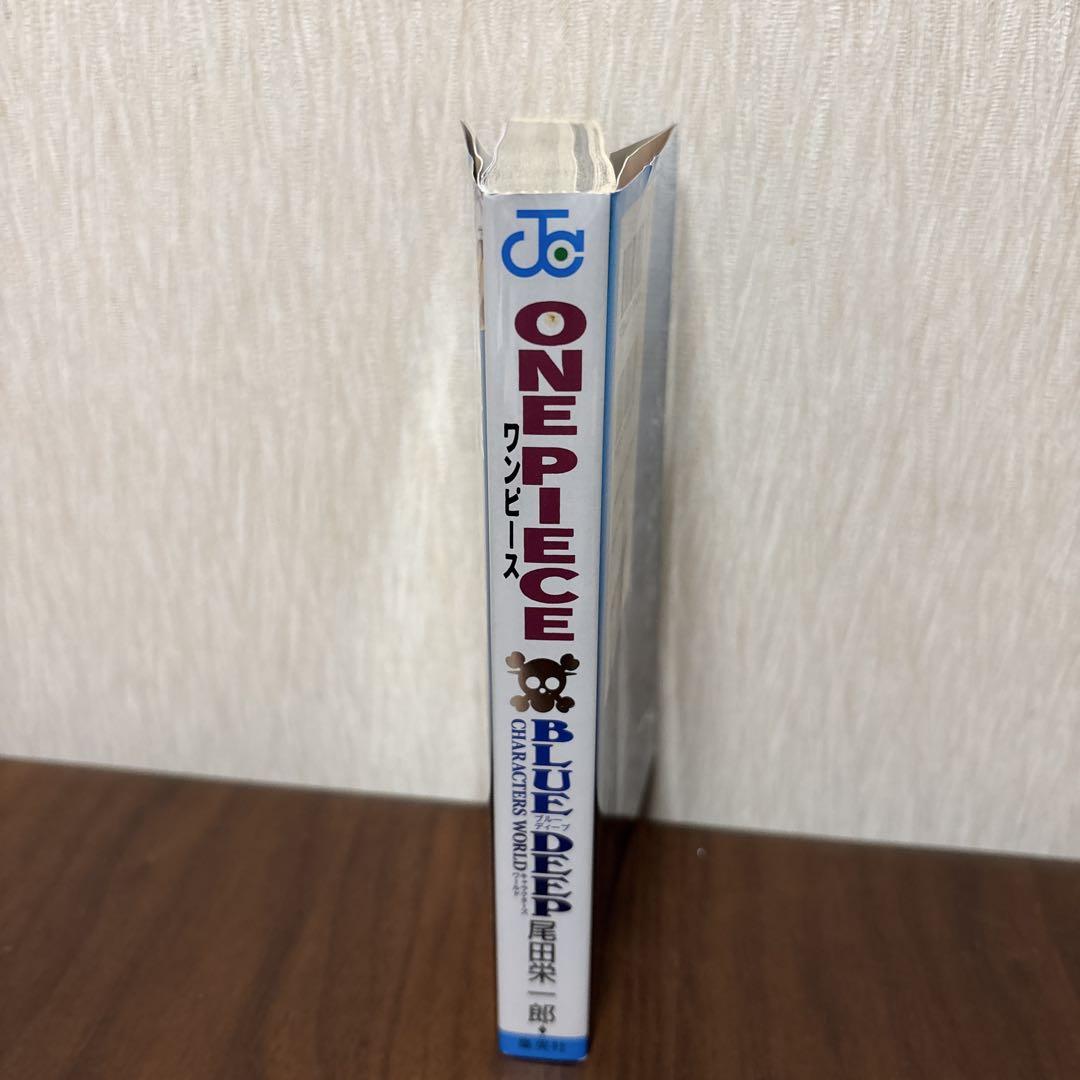 JC
ONE PIECE
ワンピース
BLUE DEEP
ブルー
ディープ
CHARACTERS WORLD
キャラクターズ
ワールド
尾田栄一郎
集英社